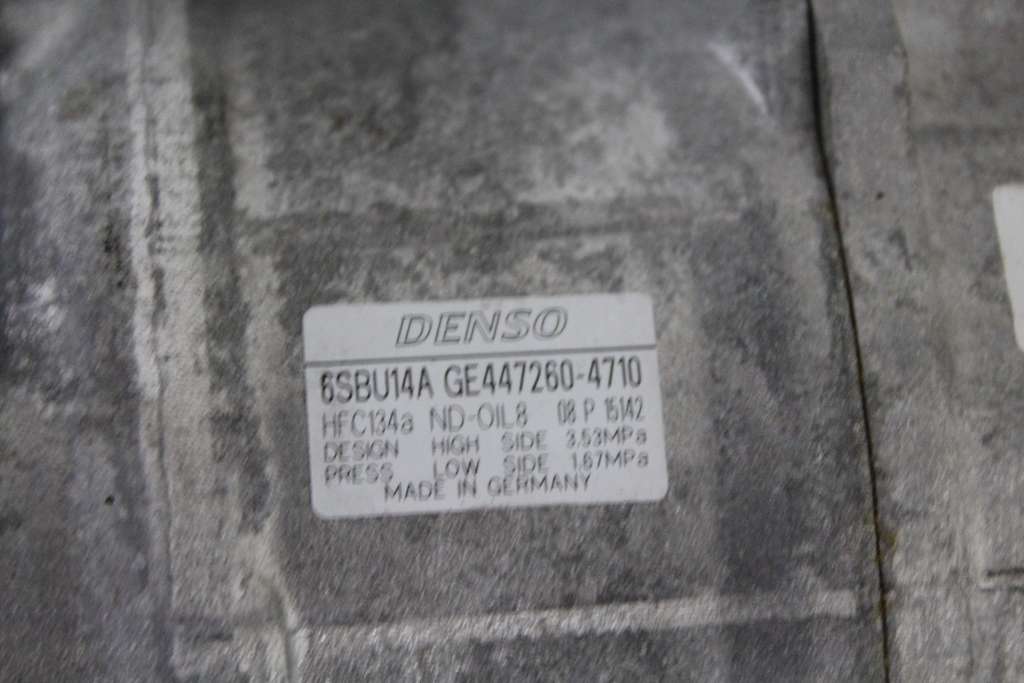 DENSO
6SBU14A GE447260-4710
HFC134a ND-OIL8 08 P 15142
DESIGN HIGH SIDE 3.53MPa
PRESS LOW SIDE 1.67MPa
MADE IN GERMANY